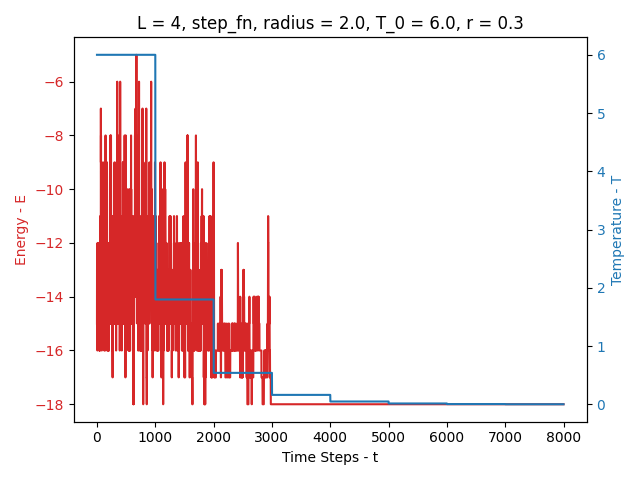 L = 4, step_fn, radius = 2.0, T_0 = 6.0, r = 0.3
Energy - E
−6
−8
−10
−12
−14
−16
−18
6
5
4
3
2
1
0
Temperature - T
0 1000 2000 3000 4000 5000 6000 7000 8000
Time Steps - t